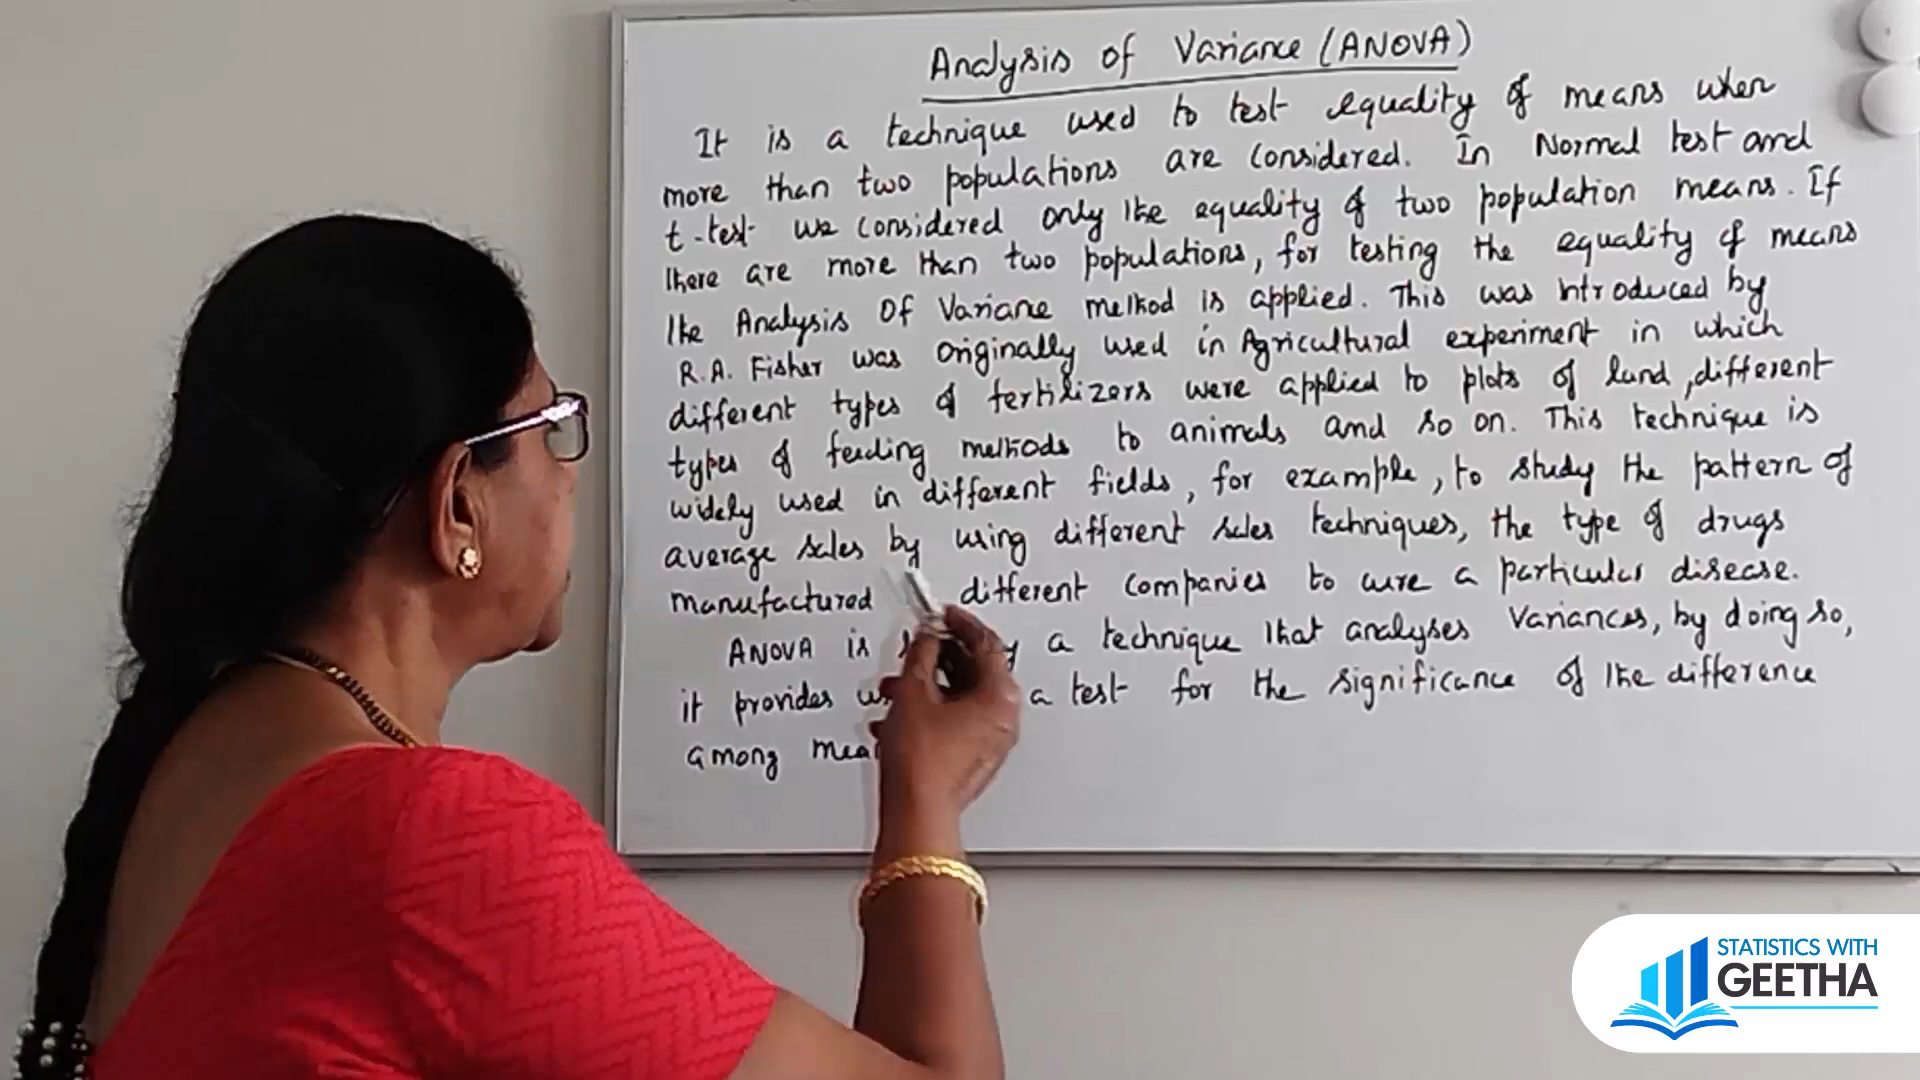 Analysis of Variance (ANOVA)
It is a technique used to test equality of means when
more than two populations are considered. In Normal test and
t-test we considered only the equality of two population means. If
there are more than two populations, for testing the equality of means
the Analysis Of Variance method is applied. This was introduced by
R.A. Fisher was originally used in Agricultural experiment in which
different types of fertilizers were applied to plots of land, different
types of feeding methods to animals and so on. This technique is
widely used in different fields, for example, to study the pattern of
average sales by using different sales techniques, the type of drugs
manufactured different companies to cure a particular disease.
ANOVA is a technique that analyses Variances, by doing so,
it provides a test for the significance of the difference
among
STATISTICS WITH
GEETHA